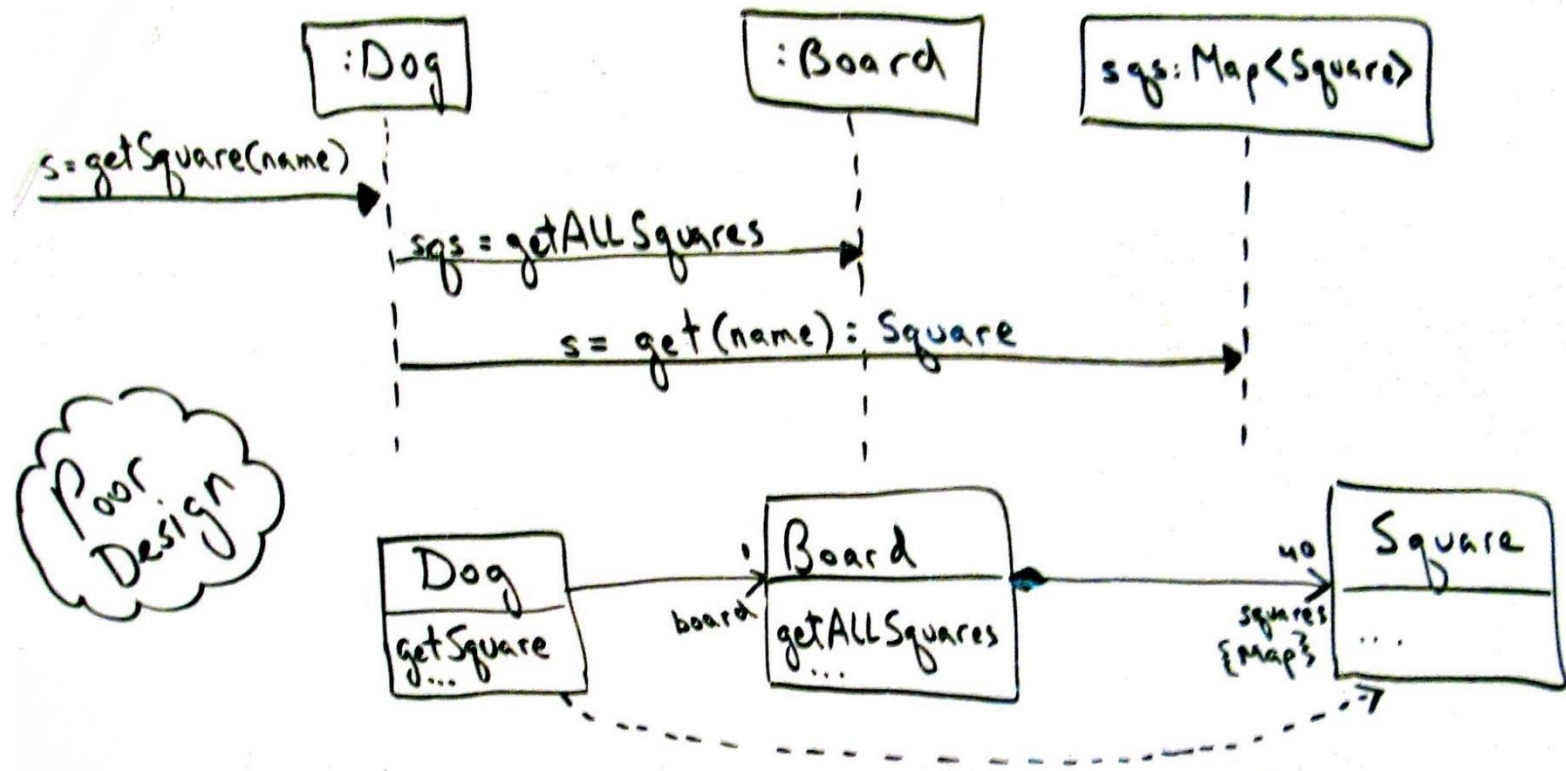 :Dog
:Board
sqs: Map<Square>
s=getSquare(name)
sqs = getALLSquares
s= get(name): Square
Poor
Design
Dog
getSquare
...
1
board
Board
getALLSquares
...
40
squares
{Map}
Square
...